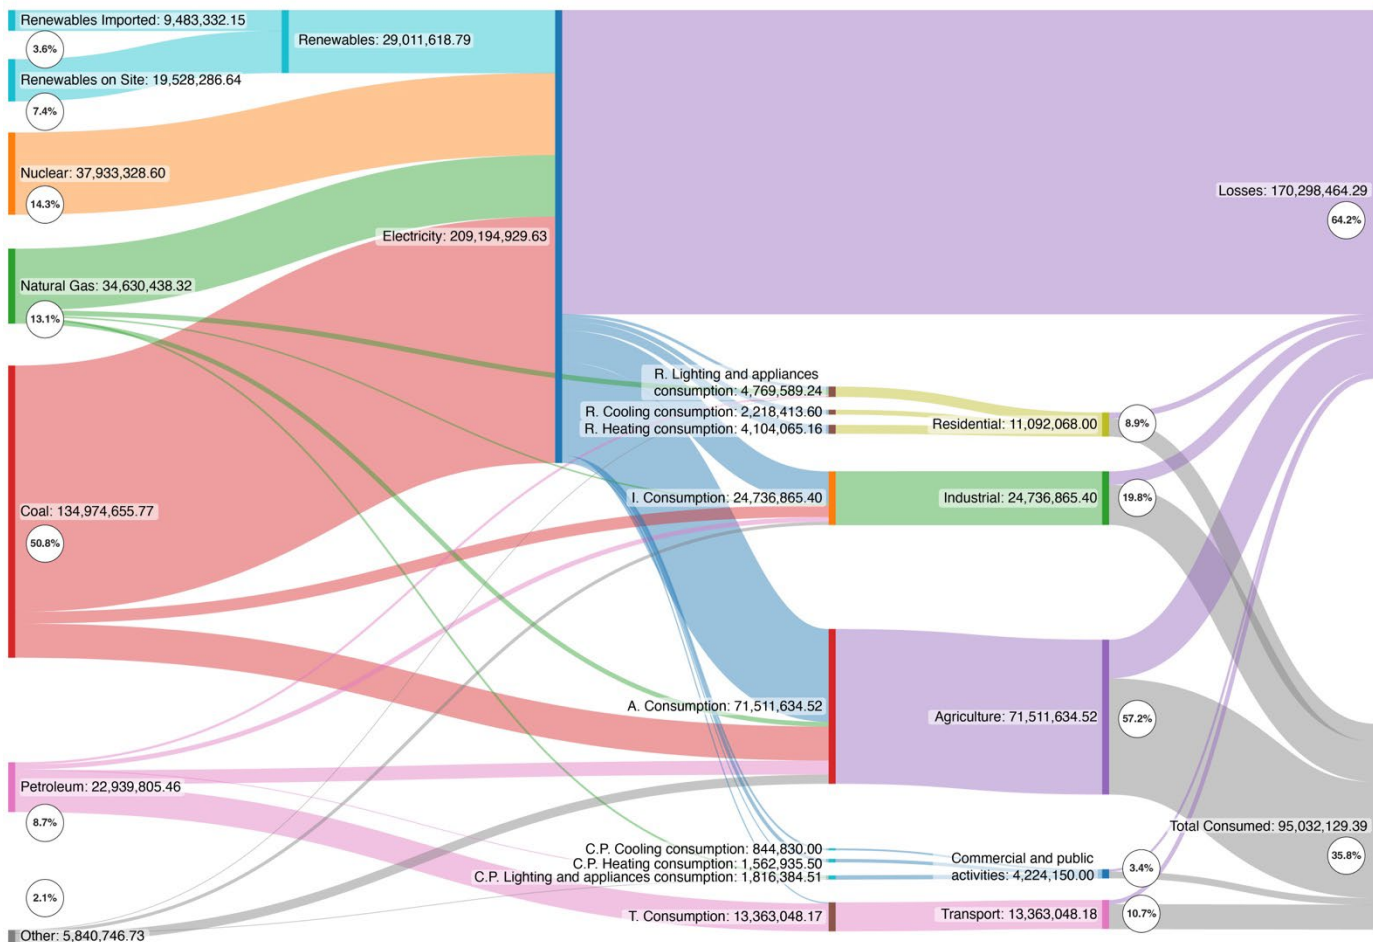 Renewables Imported: 9,483,332.15
3.6%
Renewables: 29,011,618.79
Renewables on Site: 19,528,286.64
7.4%
Nuclear: 37,933,328.60
14.3%
Losses: 170,298,464.29
64.2%
Electricity: 209,194,929.63
Natural Gas: 34,630,438.32
13.1%
R. Lighting and appliances
consumption: 4,769,589.24
R. Cooling consumption: 2,218,413.60
R. Heating consumption: 4,104,065.16
Residential: 11,092,068.00
8.9%
I. Consumption: 24,736,865.40
Industrial: 24,736,865.40
19.8%
Coal: 134,974,655.77
50.8%
A. Consumption: 71,511,634.52
Agriculture: 71,511,634.52
57.2%
Petroleum: 22,939,805.46
8.7%
Total Consumed: 95,032,129.39
35.8%
C.P. Cooling consumption: 844,830.00
C.P. Heating consumption: 1,562,935.50
C.P. Lighting and appliances consumption: 1,816,384.51
Commercial and public
activities: 4,224,150.00
3.4%
2.1%
T. Consumption: 13,363,048.17
Transport: 13,363,048.18
10.7%
Other: 5,840,746.73